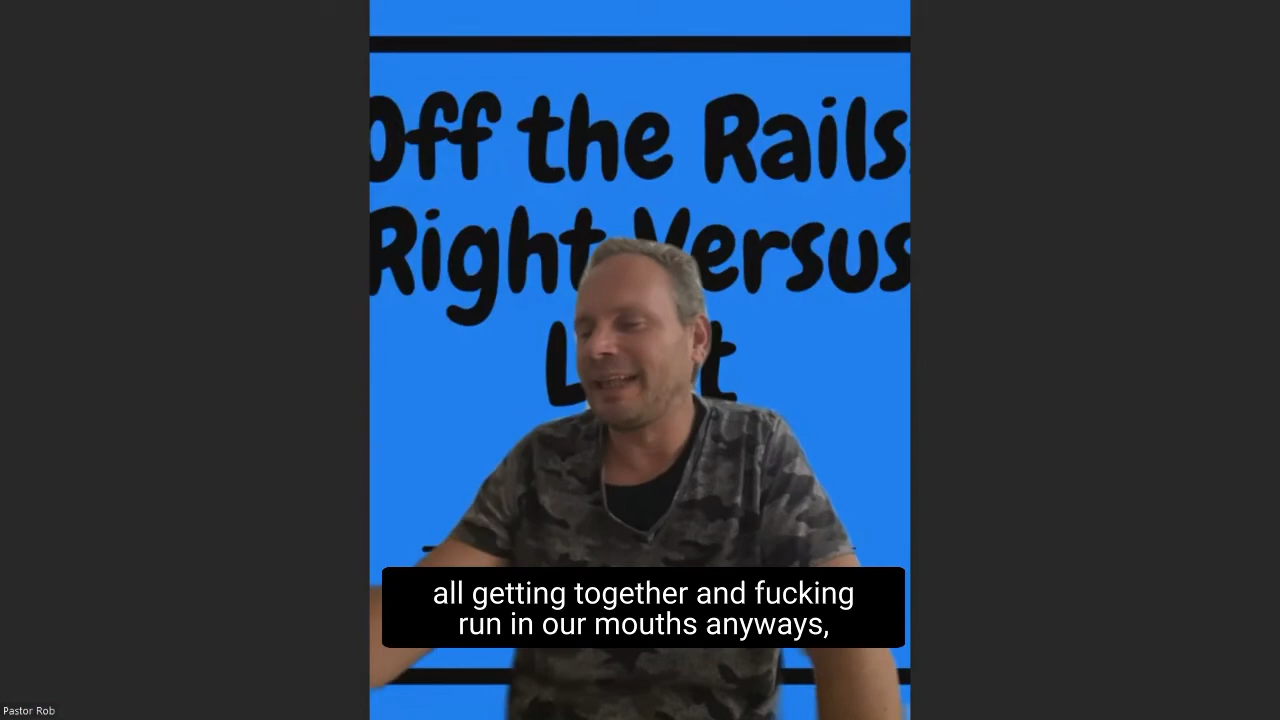 Off the Rails
Right Versus
L t
all getting together and fucking
run in our mouths anyways,
Pastor Rob